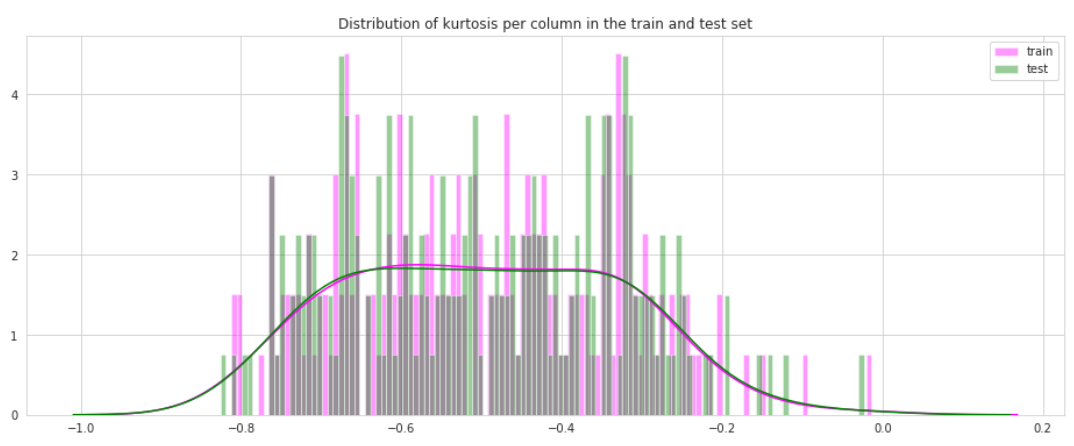 Distribution of kurtosis per column in the train and test set
train
test
4
3
2
1
0
−1.0 −0.8 −0.6 −0.4 −0.2 0.0 0.2